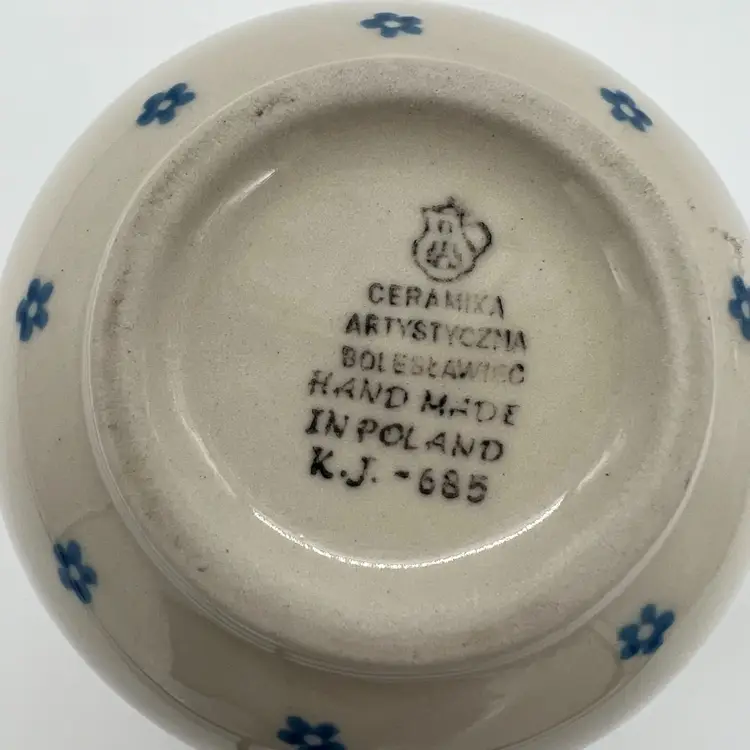 CERAMIKA
ARTYSTYCZNA
BOLESŁAWIEC
HAND MADE
IN POLAND
K.J. -685